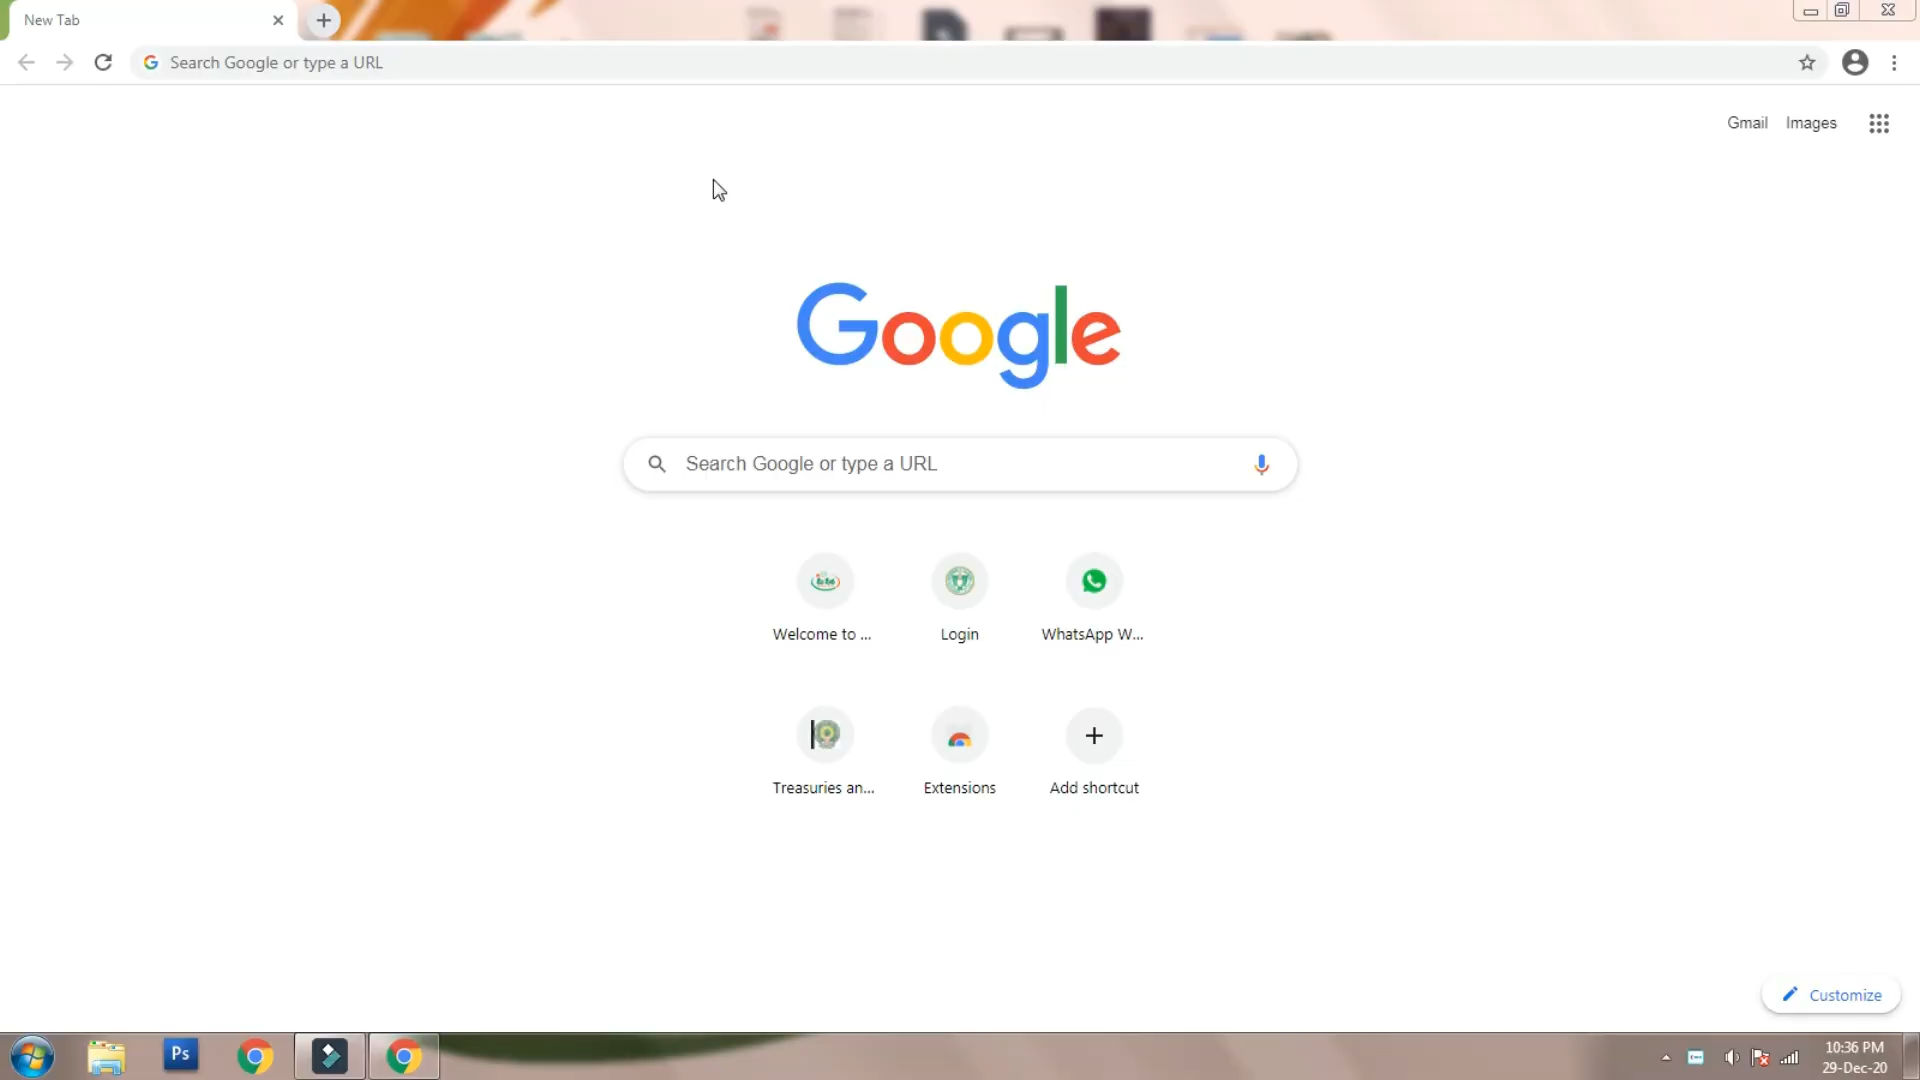 New Tab
Search Google or type a URL
Gmail Images
Google
Search Google or type a URL
Welcome to ... Login WhatsApp W...
Treasuries an... Extensions Add shortcut
Customize
Ps
10:36 PM
29-Dec-20